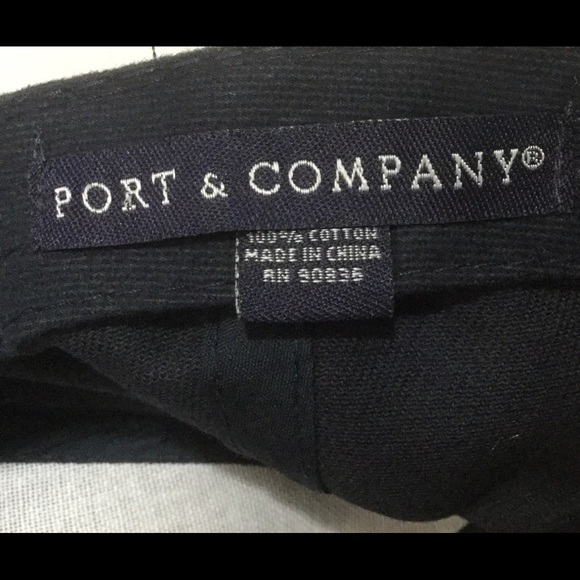 PORT & COMPANY®
100% COTTON
MADE IN CHINA
RN 90836